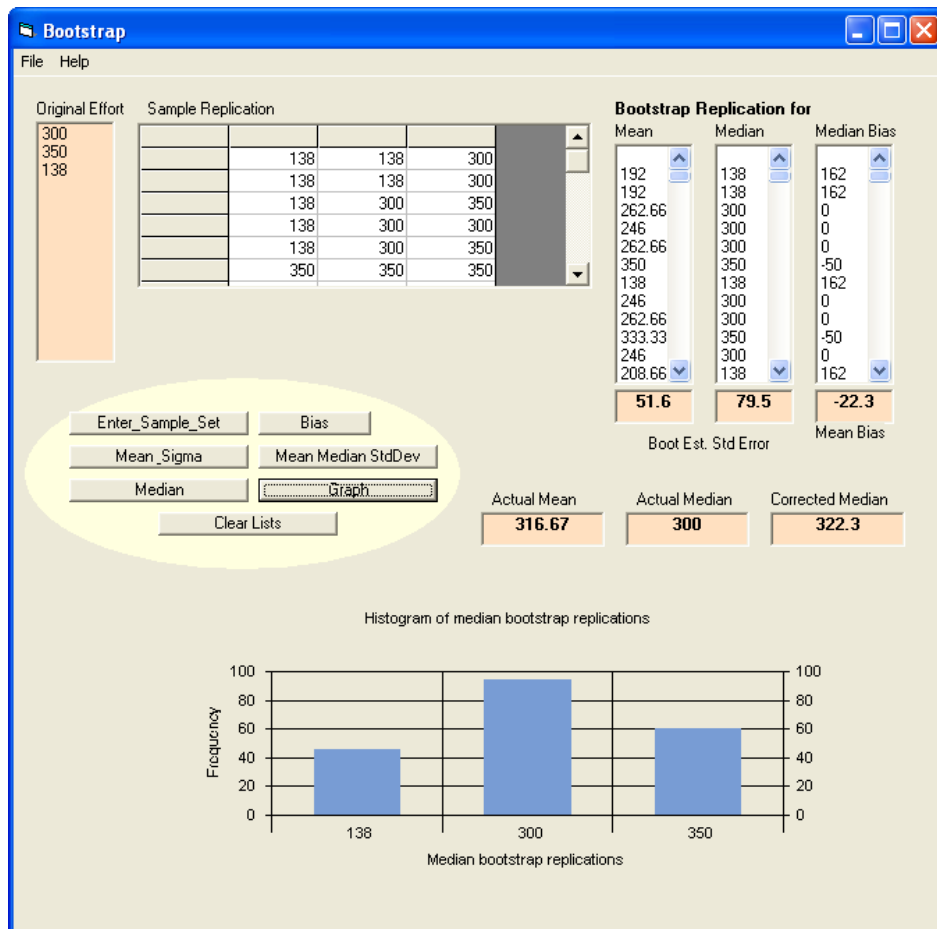 Bootstrap
File Help
Original Effort
300
350
138
Sample Replication
138 138 300
138 138 300
138 300 350
138 300 300
138 300 350
350 350 350
Bootstrap Replication for
Mean Median Median Bias
192 138 162
192 138 162
262.66 300 0
246 300 0
262.66 300 0
350 350 -50
138 138 162
246 300 0
262.66 300 0
333.33 350 -50
246 300 0
208.66 138 162
51.6 79.5 -22.3
Boot Est. Std Error
Mean Bias
Enter_Sample_Set Bias
Mean_Sigma Mean Median StdDev
Median Graph
Clear Lists
Actual Mean Actual Median Corrected Median
316.67 300 322.3
Histogram of median bootstrap replications
Frequency
100 100
80 80
60 60
40 40
20 20
0 0
138 300 350
Median bootstrap replications